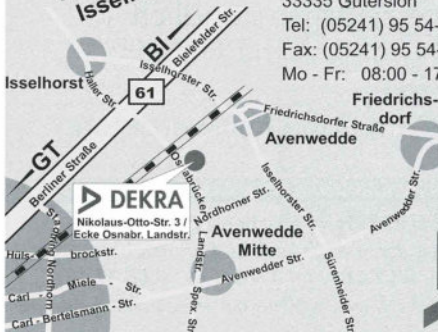 Isselh
33335 Gütersloh
Tel: (05241) 95 54-
Fax: (05241) 95 54-
Mo - Fr: 08:00 - 17
BI
Bielefelder Str.
Isselhorster Str.
Isselhorst
Haller Str.
61
Friedrichs-
dorf
Friedrichsdorfer Straße
Avenwedde
GT
Berliner Straße
Osnabrücker Landstr.
Isselhorster Str.
DEKRA
Nikolaus-Otto-Str. 3 /
Ecke Osnabr. Landstr.
Nordhorner Str.
Avenwedder Str.
Stadtring Nordhorn
Avenwedde
Mitte
Hüls- brockstr.
Avenwedder Str.
Sürenheider Str.
Spex. Str.
Carl - Miele - Str.
Carl - Bertelsmann - Str.